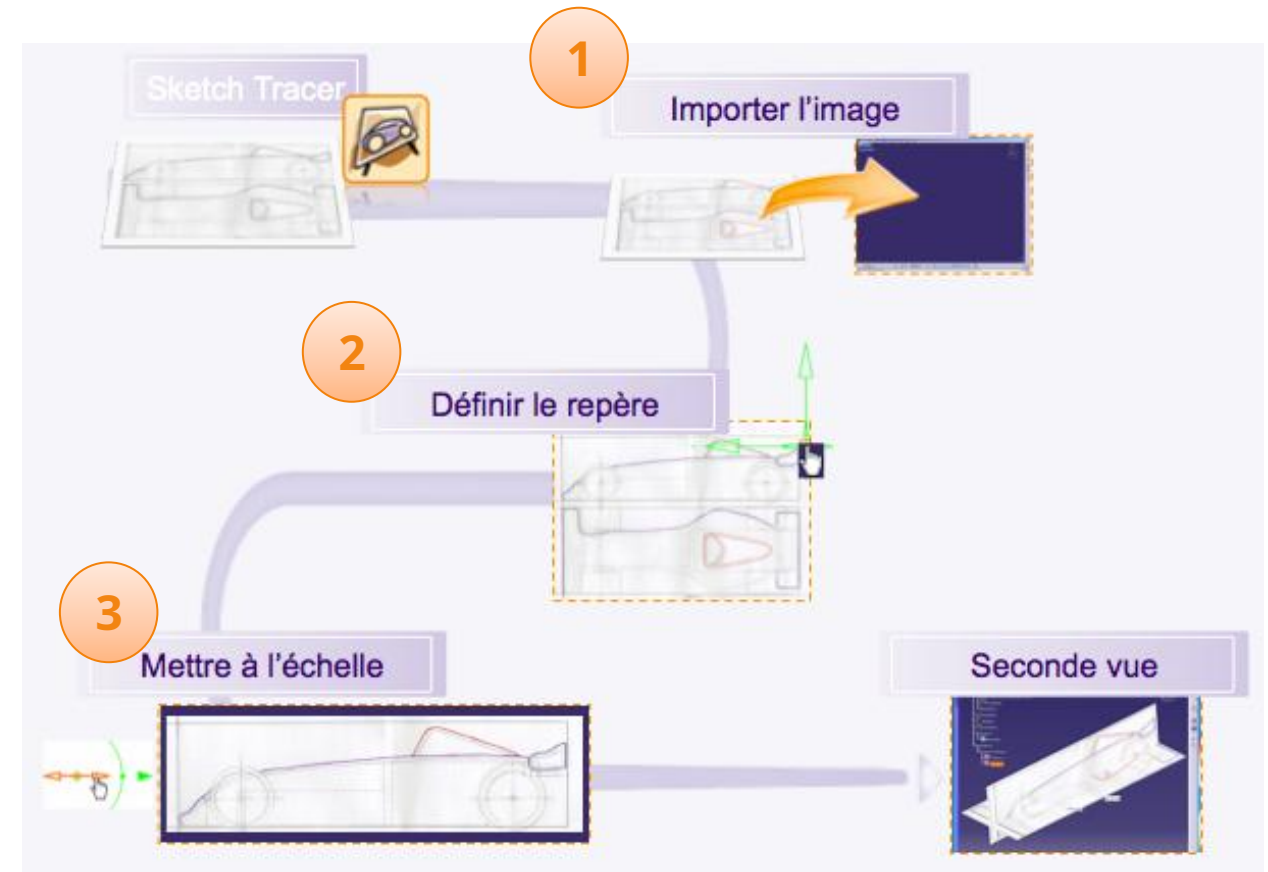 1
Sketch Tracer
Importer l'image
2
Définir le repère
3
Mettre à l'échelle
Seconde vue